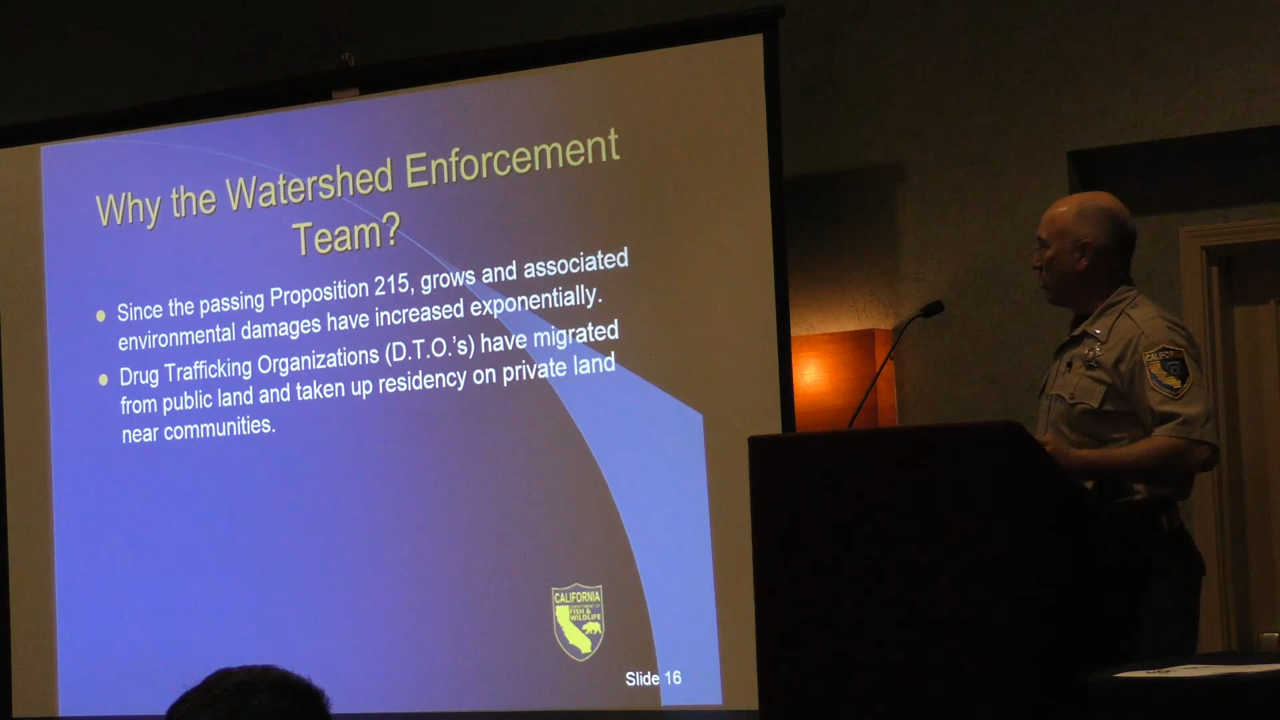 Why the Watershed Enforcement
Team?
Since the passing Proposition 215, grows and associated
environmental damages have increased exponentially.
Drug Trafficking Organizations (D.T.O.'s) have migrated
from public land and taken up residency on private land
near communities.
CALIFORNIA
FISH &
WILDLIFE
Slide 16
CALIFORNIA